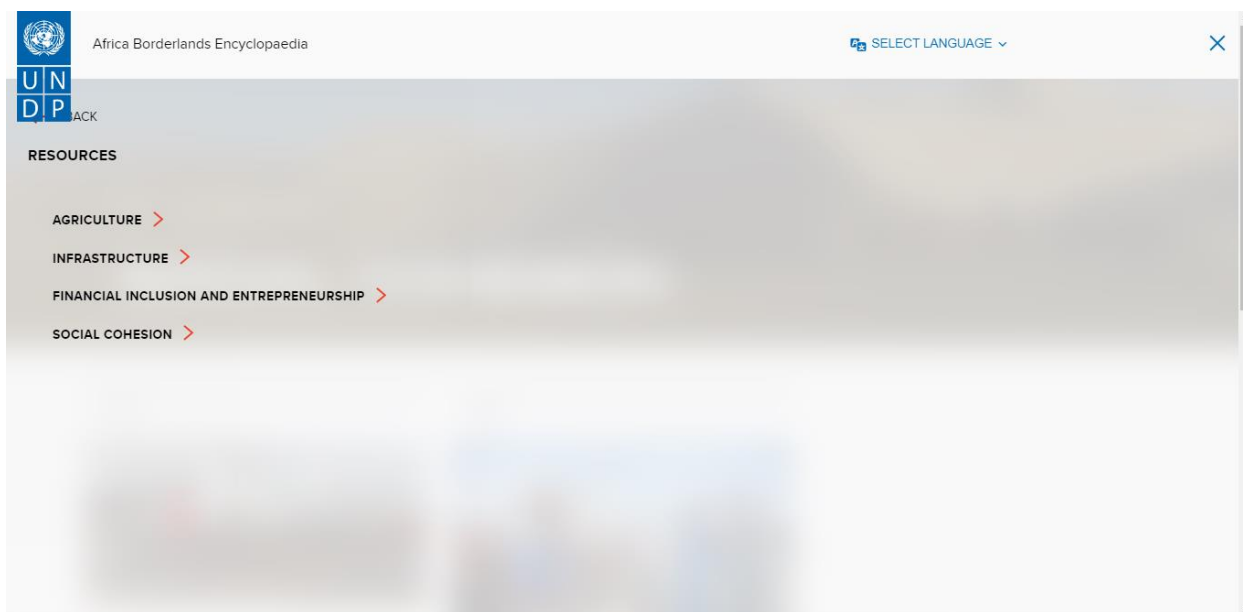 Africa Borderlands Encyclopaedia
SELECT LANGUAGE
U N
D P
ACK
RESOURCES
AGRICULTURE
INFRASTRUCTURE
FINANCIAL INCLUSION AND ENTREPRENEURSHIP
SOCIAL COHESION